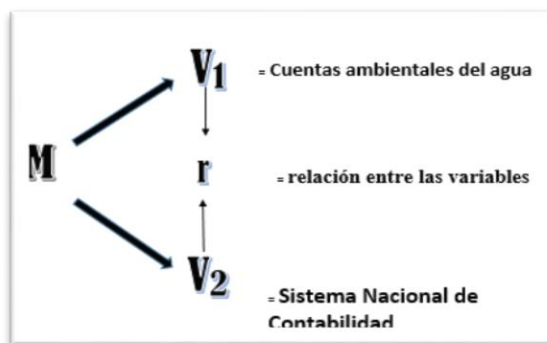 V1 = Cuentas ambientales del agua
M r = relación entre las variables
V2 = Sistema Nacional de
Contabilidad